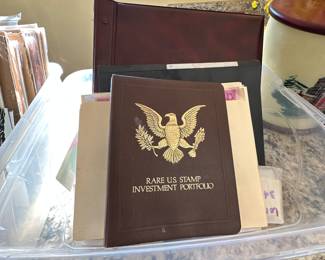 RARE U.S. STAMP
INVESTMENT PORTFOLIO